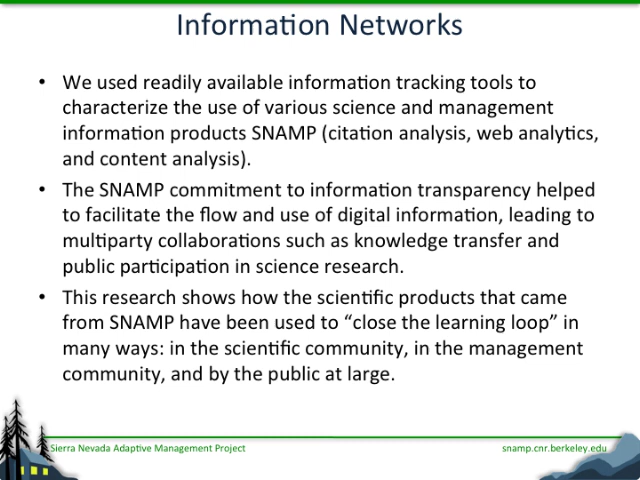 Information Networks
• We used readily available information tracking tools to
characterize the use of various science and management
information products SNAMP (citation analysis, web analytics,
and content analysis).
• The SNAMP commitment to information transparency helped
to facilitate the flow and use of digital information, leading to
multiparty collaborations such as knowledge transfer and
public participation in science research.
• This research shows how the scientific products that came
from SNAMP have been used to “close the learning loop” in
many ways: in the scientific community, in the management
community, and by the public at large.
Sierra Nevada Adaptive Management Project snamp.cnr.berkeley.edu